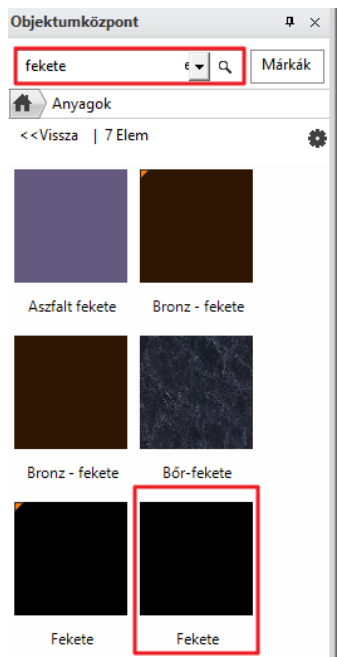 Objektumközpont
fekete
Márkák
Anyagok
<<Vissza | 7 Elem
Aszfalt fekete Bronz - fekete
Bronz - fekete Bőr-fekete
Fekete Fekete